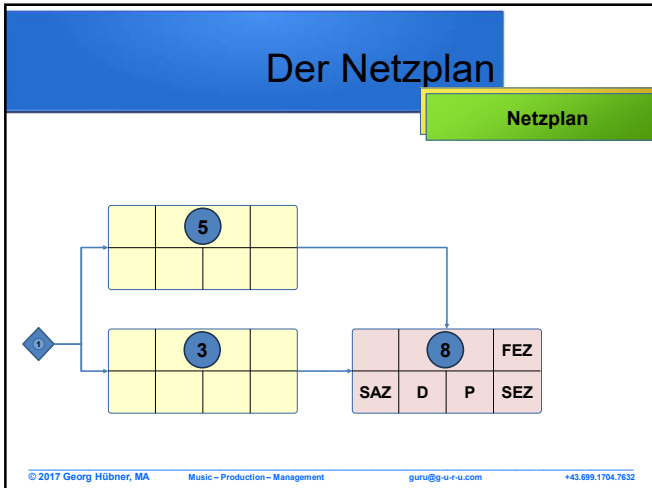 Der Netzplan
Netzplan
5
1
3
8
FEZ
SAZ D P SEZ
© 2017 Georg Hübner, MA Music – Production – Management guru@g-u-r-u.com +43.699.1704.7632